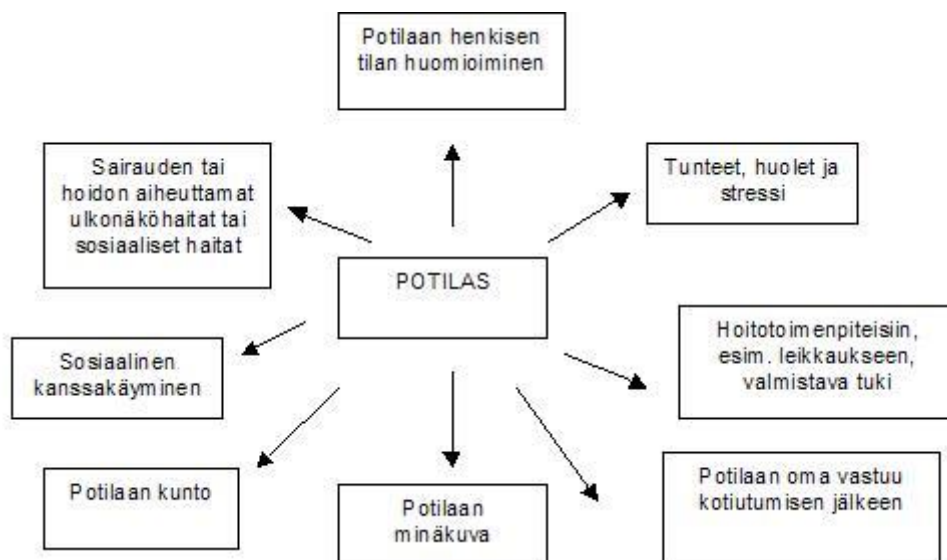 Potilaan henkisen
tilan huomioiminen
Sairauden tai
hoidon aiheuttamat
ulkonäköhaitat tai
sosiaaliset haitat
Tunteet, huolet ja
stressi
POTILAS
Hoitotoimenpiteisiin,
esim. leikkaukseen,
valmistava tuki
Sosiaalinen
kanssakäyminen
Potilaan kunto
Potilaan
minäkuva
Potilaan oma vastuu
kotiutumisen jälkeen